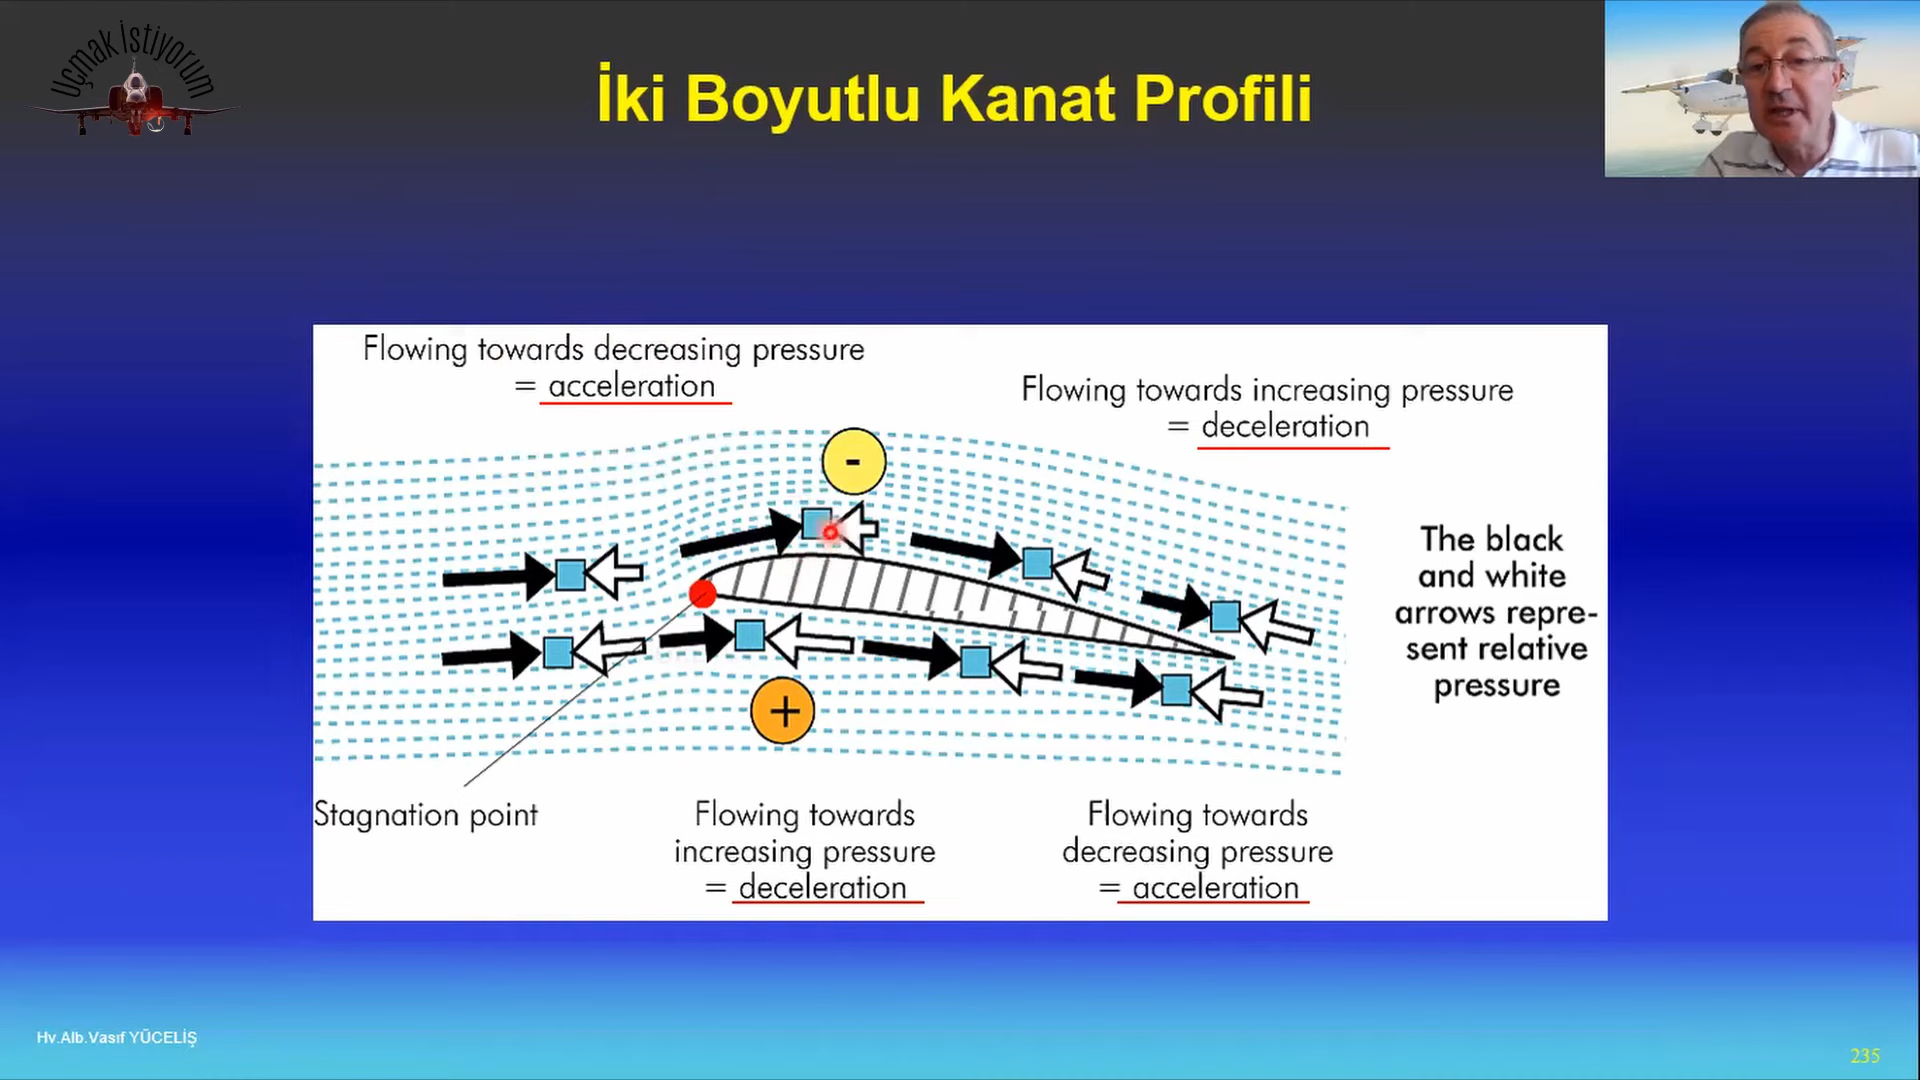 Uçmak İstiyorum
İki Boyutlu Kanat Profili
Flowing towards decreasing pressure
= acceleration
Flowing towards increasing pressure
= deceleration
-
The black
and white
arrows repre-
sent relative
pressure
+
Stagnation point
Flowing towards
increasing pressure
= deceleration
Flowing towards
decreasing pressure
= acceleration
Hv.Alb.Vasıf YÜCELİŞ
235